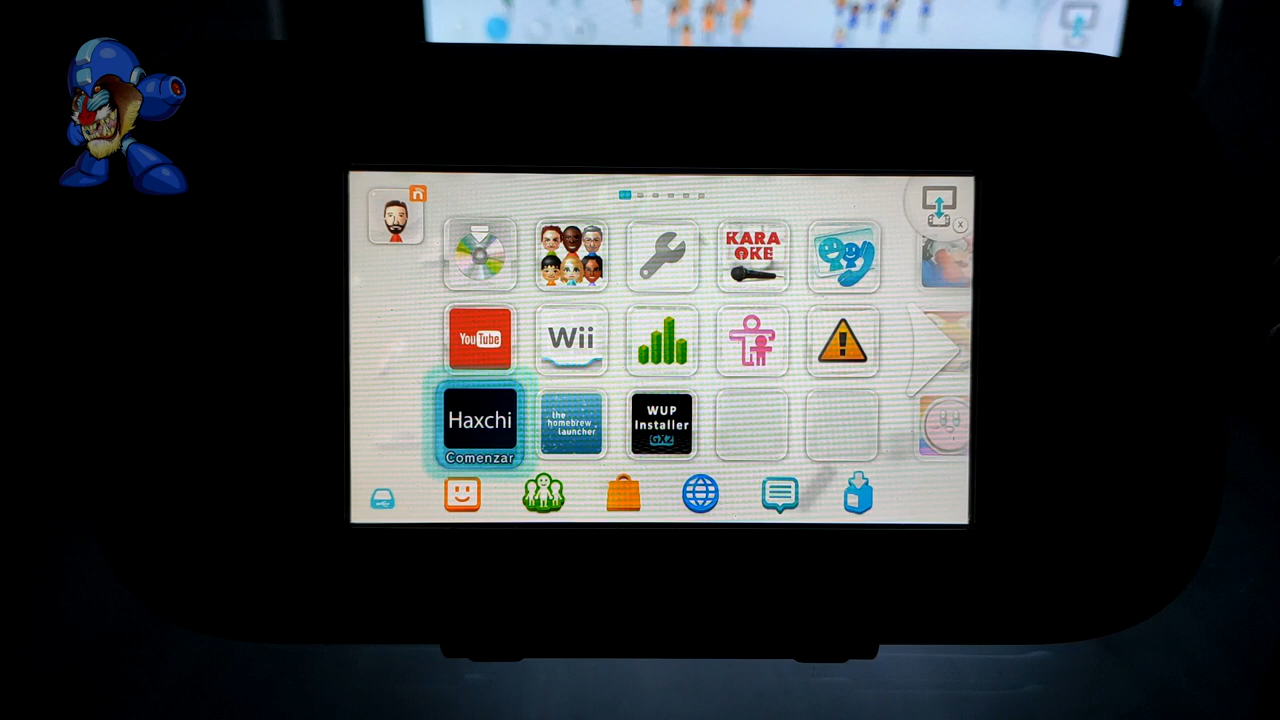 n
x
KARA
OKE
YouTube
Wii
Haxchi
Comenzar
the
homebrew
launcher
WUP
Installer
GX2